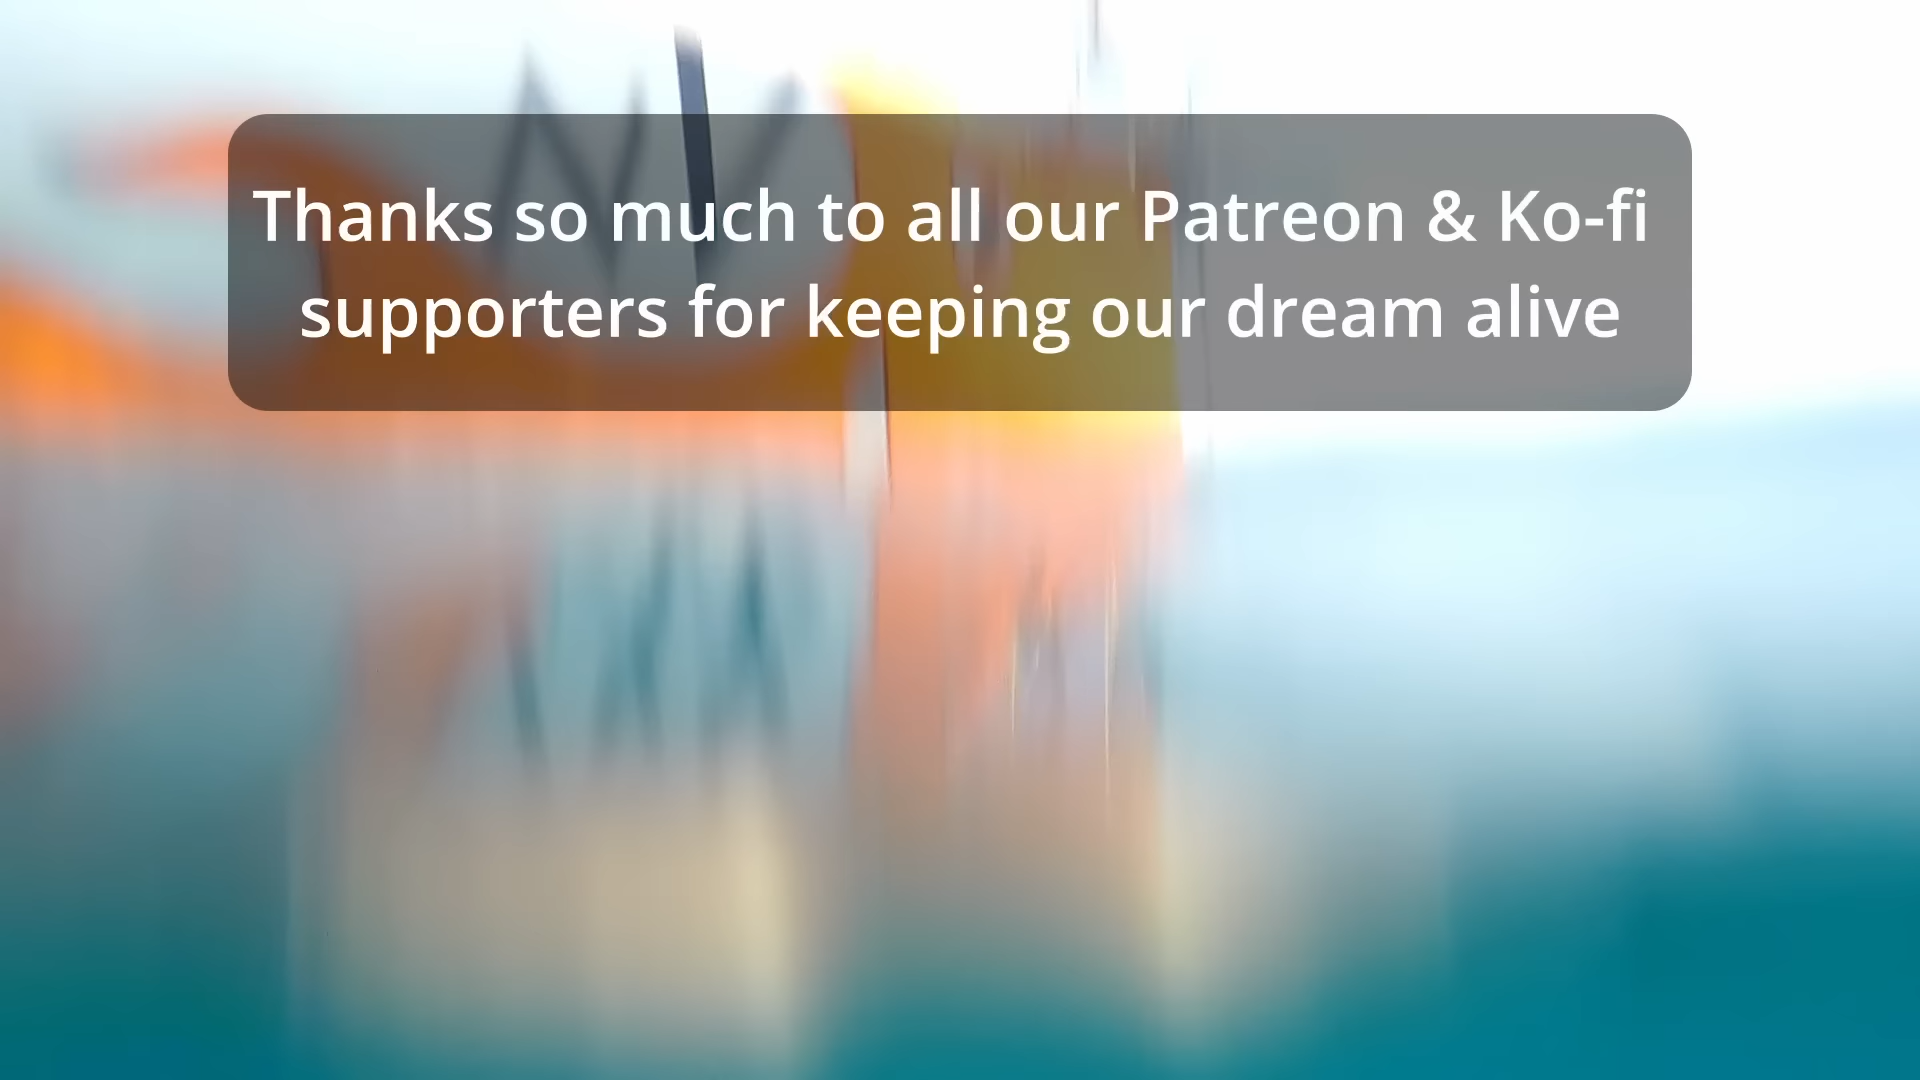 Thanks so much to all our Patreon & Ko-fi
supporters for keeping our dream alive